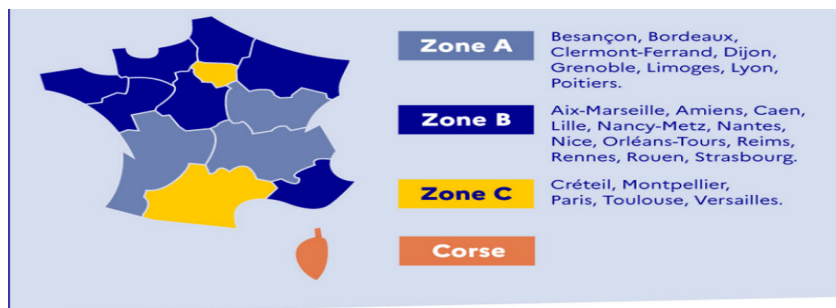 Zone A
Besançon, Bordeaux,
Clermont-Ferrand, Dijon,
Grenoble, Limoges, Lyon,
Poitiers.
Zone B
Aix-Marseille, Amiens, Caen,
Lille, Nancy-Metz, Nantes,
Nice, Orléans-Tours, Reims,
Rennes, Rouen, Strasbourg.
Zone C
Créteil, Montpellier,
Paris, Toulouse, Versailles.
Corse